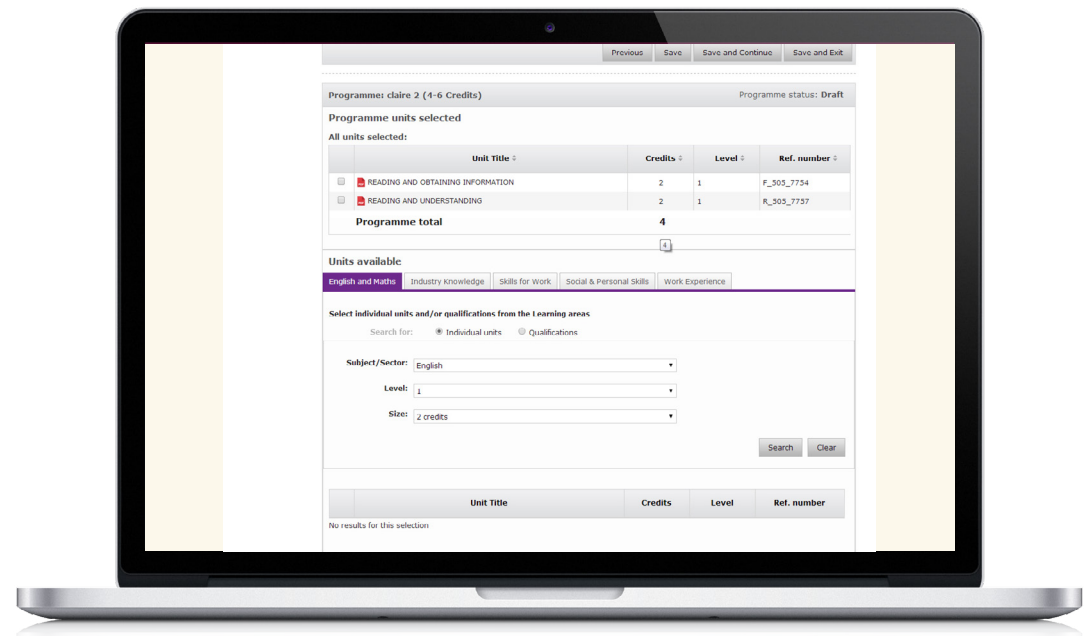 Previous Save Save and Continue Save and Exit
Programme: claire 2 (4-6 Credits) Programme status: Draft
Programme units selected
All units selected:
Unit Title Credits Level Ref. number
READING AND OBTAINING INFORMATION 2 1 F_505_7754
READING AND UNDERSTANDING 2 1 R_505_7757
Programme total 4
4
Units available
English and Maths Industry Knowledge Skills for Work Social & Personal Skills Work Experience
Select individual units and/or qualifications from the Learning areas
Search for: Individual units Qualifications
Subject/Sector: English
Level: 1
Size: 2 credits
Search Clear
Unit Title Credits Level Ref. number
No results for this selection